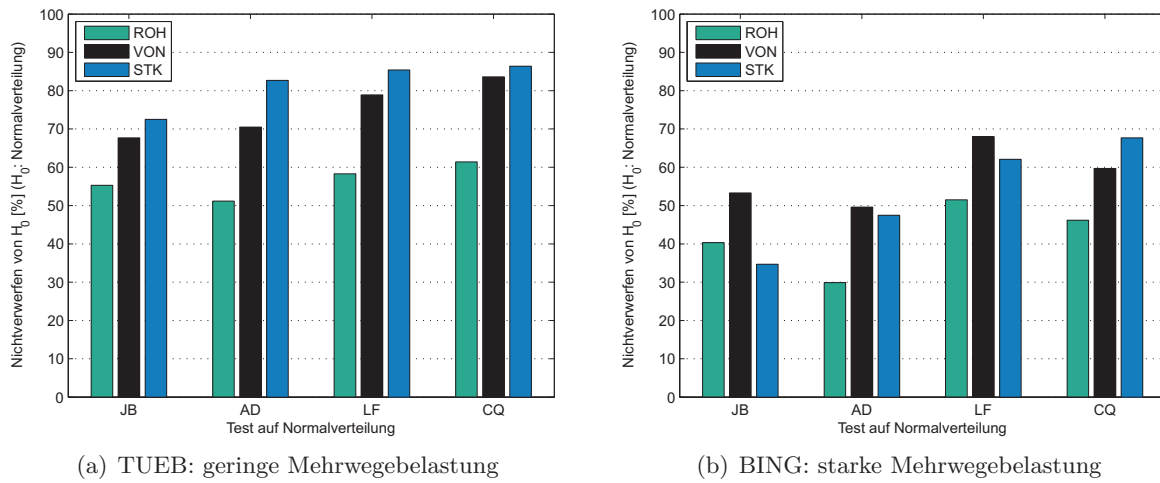 100
90
80
70
60
50
40
30
20
10
0
Nichtverwerfen von H0 [%] (H0: Normalverteilung)
ROH
VON
STK
JB AD LF CQ
Test auf Normalverteilung
(a) TUEB: geringe Mehrwegebelastung
100
90
80
70
60
50
40
30
20
10
0
Nichtverwerfen von H0 [%] (H0: Normalverteilung)
ROH
VON
STK
JB AD LF CQ
Test auf Normalverteilung
(b) BING: starke Mehrwegebelastung